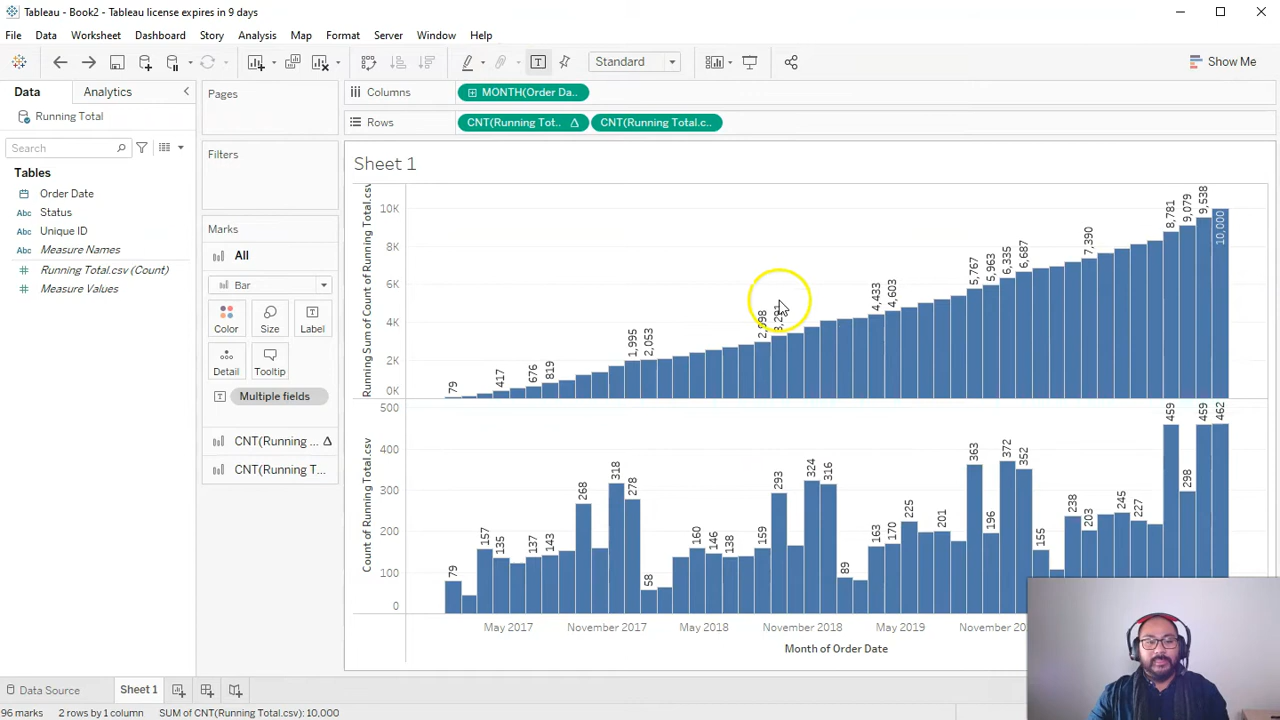 Tableau - Book2 - Tableau license expires in 9 days
File Data Worksheet Dashboard Story Analysis Map Format Server Window Help
Standard
Show Me
Data Analytics
Running Total
Search
Tables
Order Date
Abc Status
Abc Unique ID
Abc Measure Names
# Running Total.csv (Count)
# Measure Values
Pages
Filters
Marks
All
Bar
Color Size Label
Detail Tooltip
Multiple fields
CNT(Running ... Δ
CNT(Running T...
Columns MONTH(Order Da..
Rows CNT(Running Tot.. Δ CNT(Running Total.c..
Sheet 1
Running Sum of Count of Running Total.csv
10K
8K
6K
4K
2K
0K
79 417 676 819 1,995 2,053 2,998 4,433 4,603 5,767 5,963 6,335 6,687 7,390 8,781 9,079 9,538 10,000
Count of Running Total.csv
500
400
300
200
100
0
79 157 135 137 143 268 318 278 58 160 146 138 159 293 324 316 89 163 170 225 201 363 196 372 352 155 238 203 245 227 459 298 459 462
May 2017 November 2017 May 2018 November 2018 May 2019
Month of Order Date
Data Source Sheet 1
96 marks 2 rows by 1 column SUM of CNT(Running Total.csv): 10,000